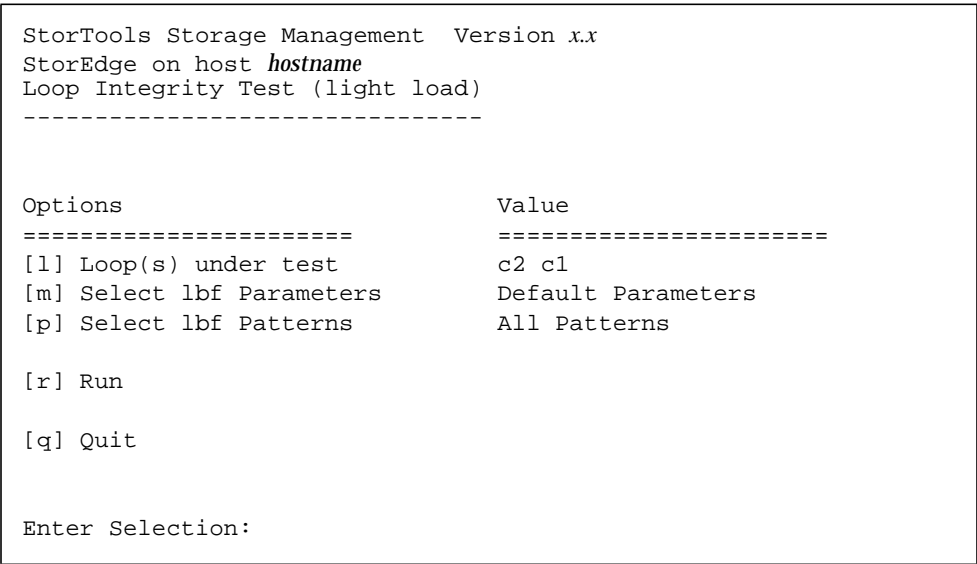 StorTools Storage Management  Version x.x
StorEdge on host hostname
Loop Integrity Test (light load)
--------------------------------
Options                          Value
=======================          =======================
[l] Loop(s) under test           c2 c1
[m] Select lbf Parameters        Default Parameters
[p] Select lbf Patterns          All Patterns
[r] Run
[q] Quit
Enter Selection: